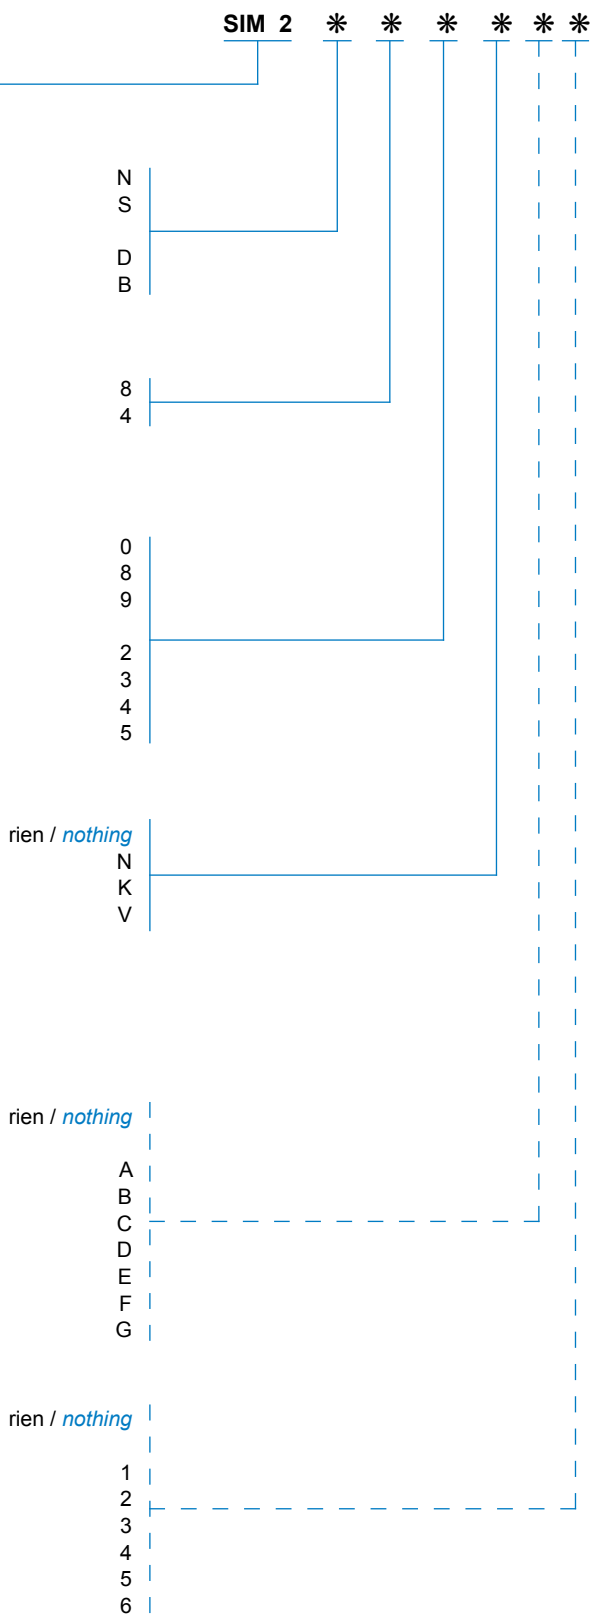 SIM 2 ❋ ❋ ❋ ❋ ❋ ❋
N
S
D
B
8
4
0
8
9
2
3
4
5
rien / nothing
N
K
V
rien / nothing
A
B
C
D
E
F
G
rien / nothing
1
2
3
4
5
6